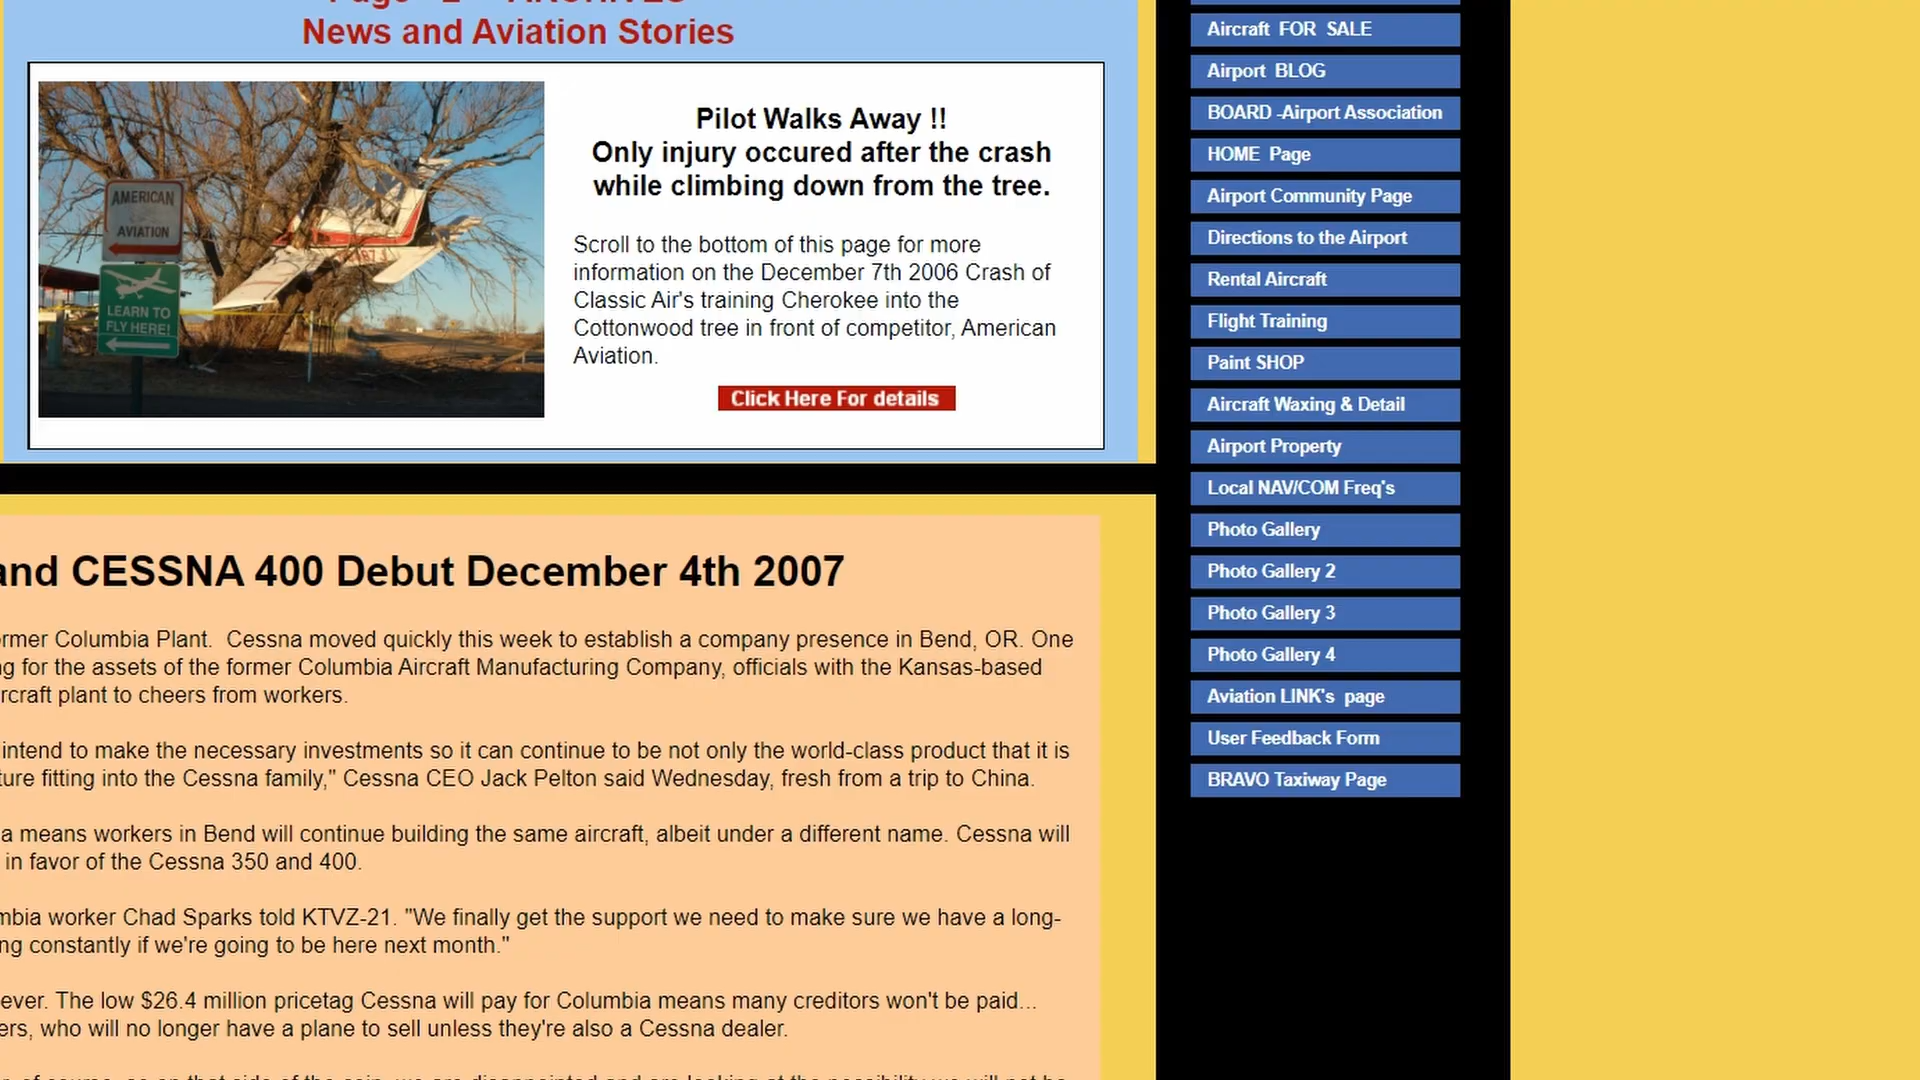 News and Aviation Stories
AMERICAN
AVIATION
LEARN TO
FLY HERE!
Pilot Walks Away !!
Only injury occured after the crash
while climbing down from the tree.
Scroll to the bottom of this page for more
information on the December 7th 2006 Crash of
Classic Air's training Cherokee into the
Cottonwood tree in front of competitor, American
Aviation.
Click Here For details
and CESSNA 400 Debut December 4th 2007
Columbia Plant. Cessna moved quickly this week to establish a company presence in Bend, OR. One
for the assets of the former Columbia Aircraft Manufacturing Company, officials with the Kansas-based
plant to cheers from workers.
intend to make the necessary investments so it can continue to be not only the world-class product that it is
fitting into the Cessna family," Cessna CEO Jack Pelton said Wednesday, fresh from a trip to China.
a means workers in Bend will continue building the same aircraft, albeit under a different name. Cessna will
in favor of the Cessna 350 and 400.
worker Chad Sparks told KTVZ-21. "We finally get the support we need to make sure we have a long-
constantly if we're going to be here next month."
The low $26.4 million pricetag Cessna will pay for Columbia means many creditors won't be paid...
who will no longer have a plane to sell unless they're also a Cessna dealer.
Aircraft FOR SALE
Airport BLOG
BOARD -Airport Association
HOME Page
Airport Community Page
Directions to the Airport
Rental Aircraft
Flight Training
Paint SHOP
Aircraft Waxing & Detail
Airport Property
Local NAV/COM Freq's
Photo Gallery
Photo Gallery 2
Photo Gallery 3
Photo Gallery 4
Aviation LINK's page
User Feedback Form
BRAVO Taxiway Page